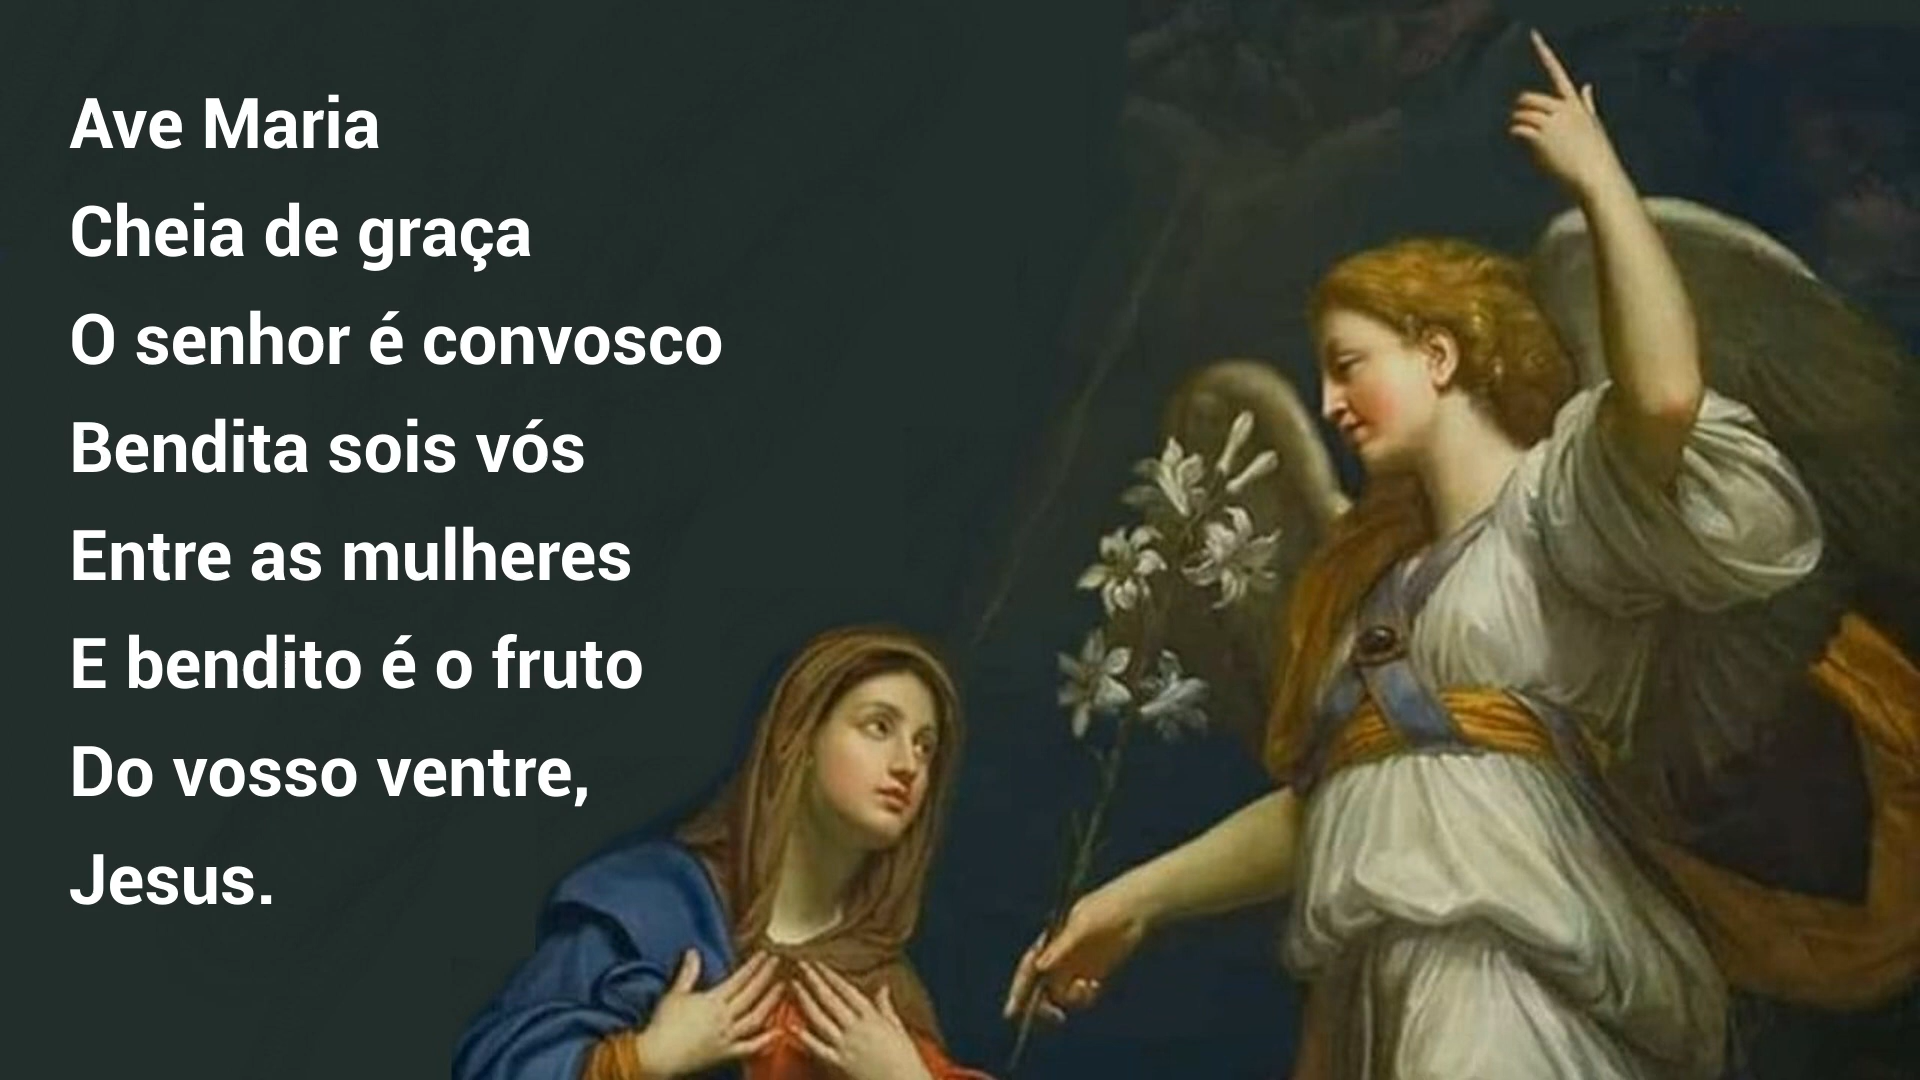 Ave Maria
Cheia de graça
O senhor é convosco
Bendita sois vós
Entre as mulheres
E bendito é o fruto
Do vosso ventre,
Jesus.